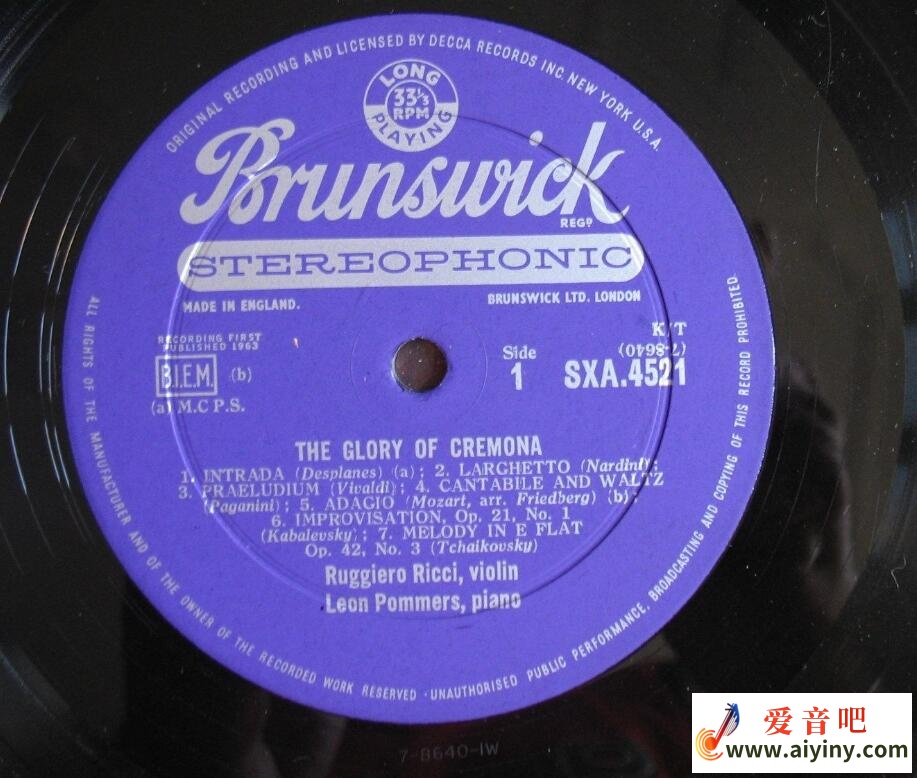 ORIGINAL RECORDING AND LICENSED BY DECCA RECORDS INC. NEW YORK U.S.A.
LONG
33⅓
RPM
PLAYING
Brunswick
REGD
STEREOPHONIC
MADE IN ENGLAND.
BRUNSWICK LTD. LONDON
RECORDING FIRST
PUBLISHED 1963
K/T
(7-8640)
B.I.E.M. (b)
Side
1
SXA.4521
(a) M.C.P.S.
THE GLORY OF CREMONA
1. INTRADA (Desplanes) (a); 2. LARGHETTO (Nardini);
3. PRAELUDIUM (Vivaldi); 4. CANTABILE AND WALTZ
(Paganini); 5. ADAGIO (Mozart, arr. Friedberg) (b);
6. IMPROVISATION, Op. 21, No. 1
(Kabalevsky); 7. MELODY IN E FLAT
Op. 42, No. 3 (Tchaikovsky)
Ruggiero Ricci, violin
Leon Pommers, piano
ALL RIGHTS OF THE MANUFACTURER AND OF THE OWNER OF THE RECORDED WORK RESERVED · UNAUTHORISED PUBLIC PERFORMANCE, BROADCASTING AND COPYING OF THIS RECORD PROHIBITED.
7-8640-1W
爱音吧
www.aiyiny.com